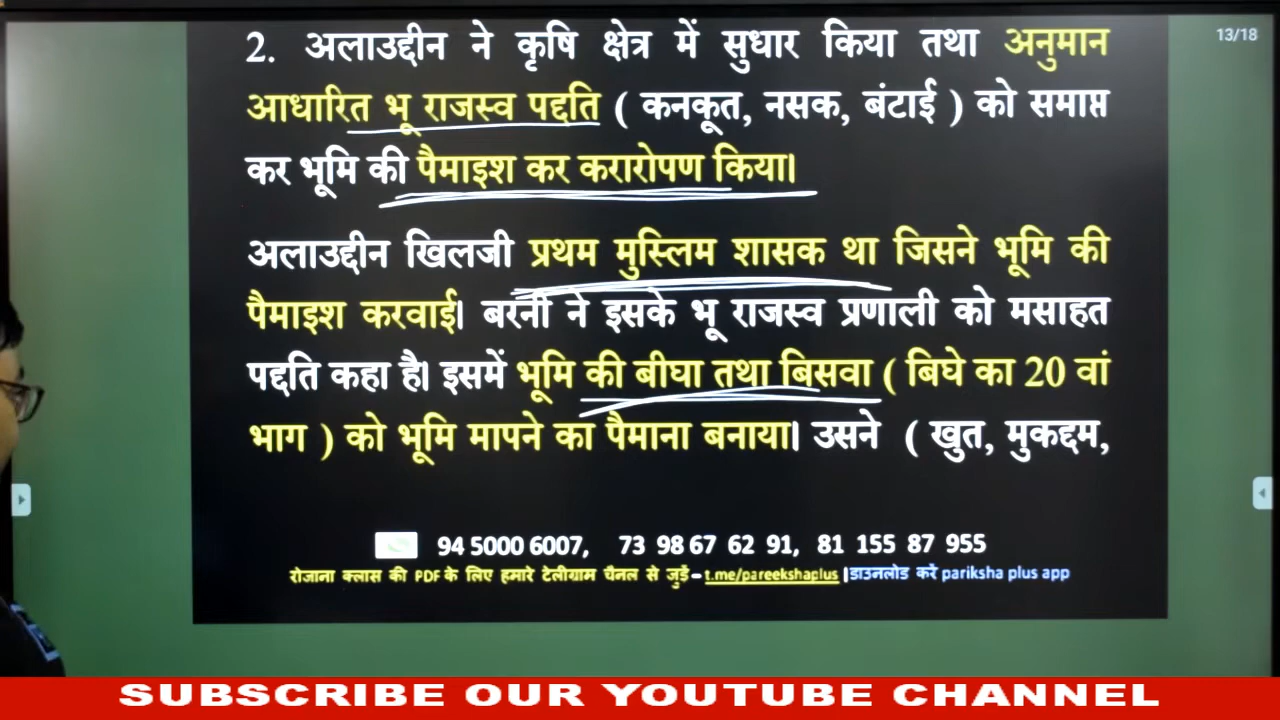 13/18
2. अलाउद्दीन ने कृषि क्षेत्र में सुधार किया तथा अनुमान
आधारित भू राजस्व पद्दति ( कनकूत, नसक, बंटाई ) को समाप्त
कर भूमि की पैमाइश कर करारोपण किया।
अलाउद्दीन खिलजी प्रथम मुस्लिम शासक था जिसने भूमि की
पैमाइश करवाई। बरनी ने इसके भू राजस्व प्रणाली को मसाहत
पद्दति कहा है। इसमें भूमि की बीघा तथा बिसवा ( बिघे का 20 वां
भाग ) को भूमि मापने का पैमाना बनाया। उसने ( खुत, मुकद्दम,
94 5000 6007, 73 98 67 62 91, 81 155 87 955
रोजाना क्लास की PDF के लिए हमारे टेलीग्राम चैनल से जुड़ें – t.me/pareekshaplus |डाउनलोड करें pariksha plus app
SUBSCRIBE OUR YOUTUBE CHANNEL